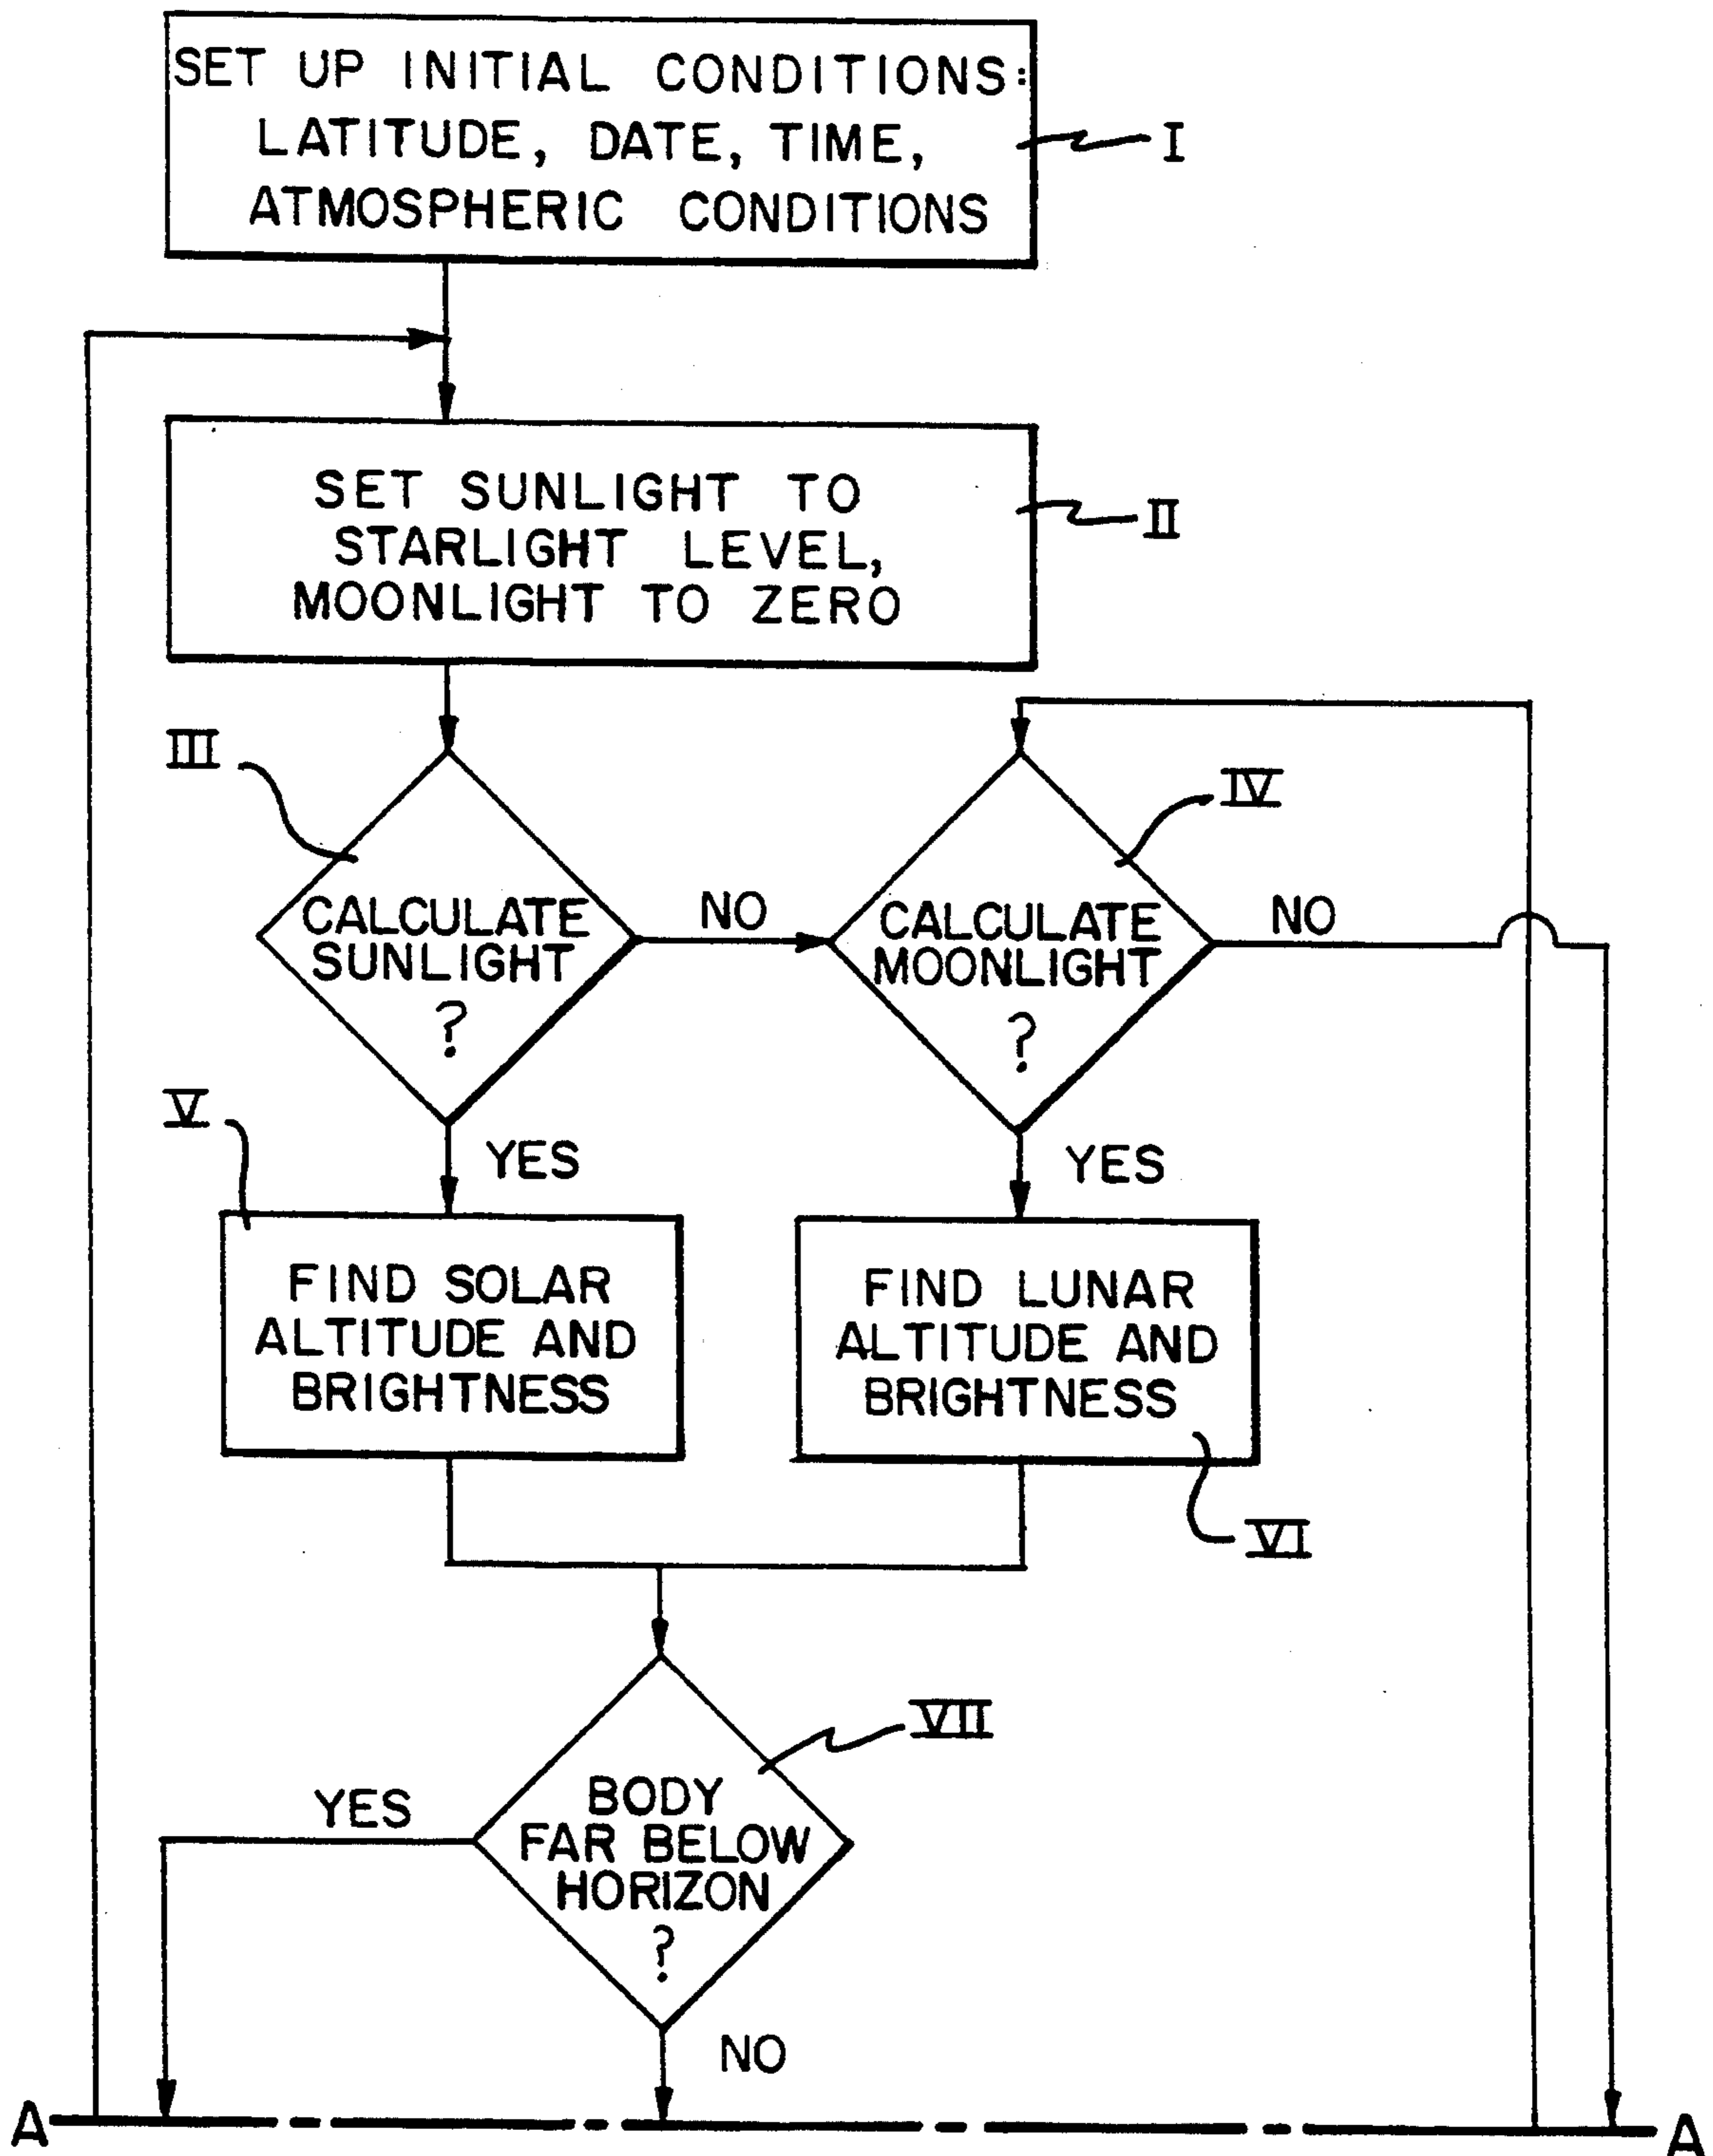 SET UP INITIAL CONDITIONS:
LATITUDE, DATE, TIME,
ATMOSPHERIC CONDITIONS
I
SET SUNLIGHT TO
STARLIGHT LEVEL,
MOONLIGHT TO ZERO
II
III
CALCULATE
SUNLIGHT
?
NO
IV
CALCULATE
MOONLIGHT
?
NO
YES
YES
V
FIND SOLAR
ALTITUDE AND
BRIGHTNESS
FIND LUNAR
ALTITUDE AND
BRIGHTNESS
VI
VII
BODY
FAR BELOW
HORIZON
?
YES
NO
A
A